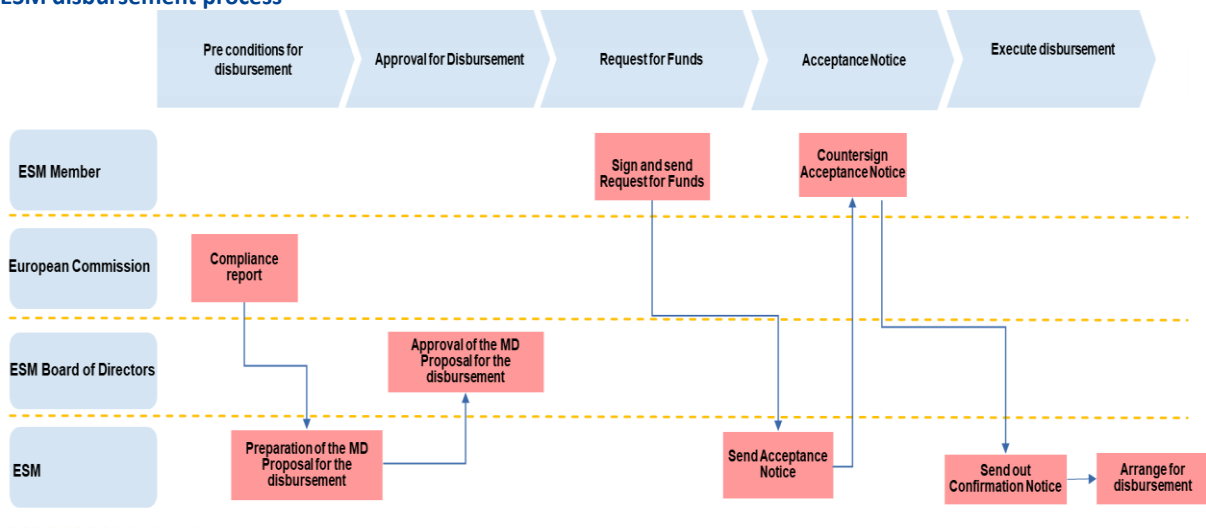 ESM disbursement process
Pre conditions for
disbursement
Approval for Disbursement
Request for Funds
Acceptance Notice
Execute disbursement
ESM Member
Sign and send
Request for Funds
Countersign
Acceptance Notice
European Commission
Compliance
report
ESM Board of Directors
Approval of the MD
Proposal for the
disbursement
ESM
Preparation of the MD
Proposal for the
disbursement
Send Acceptance
Notice
Send out
Confirmation Notice
Arrange for
disbursement